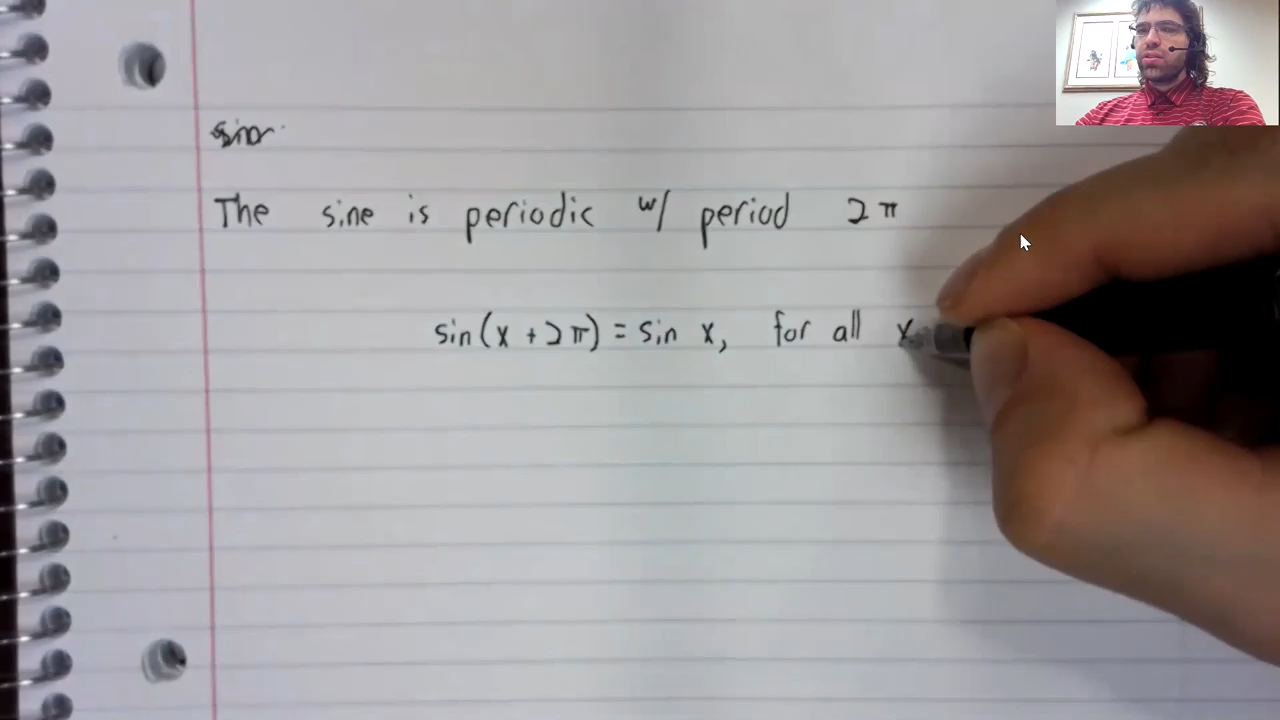 The sine is periodic w/ period 2π
sin(x + 2π) = sin x, for all x